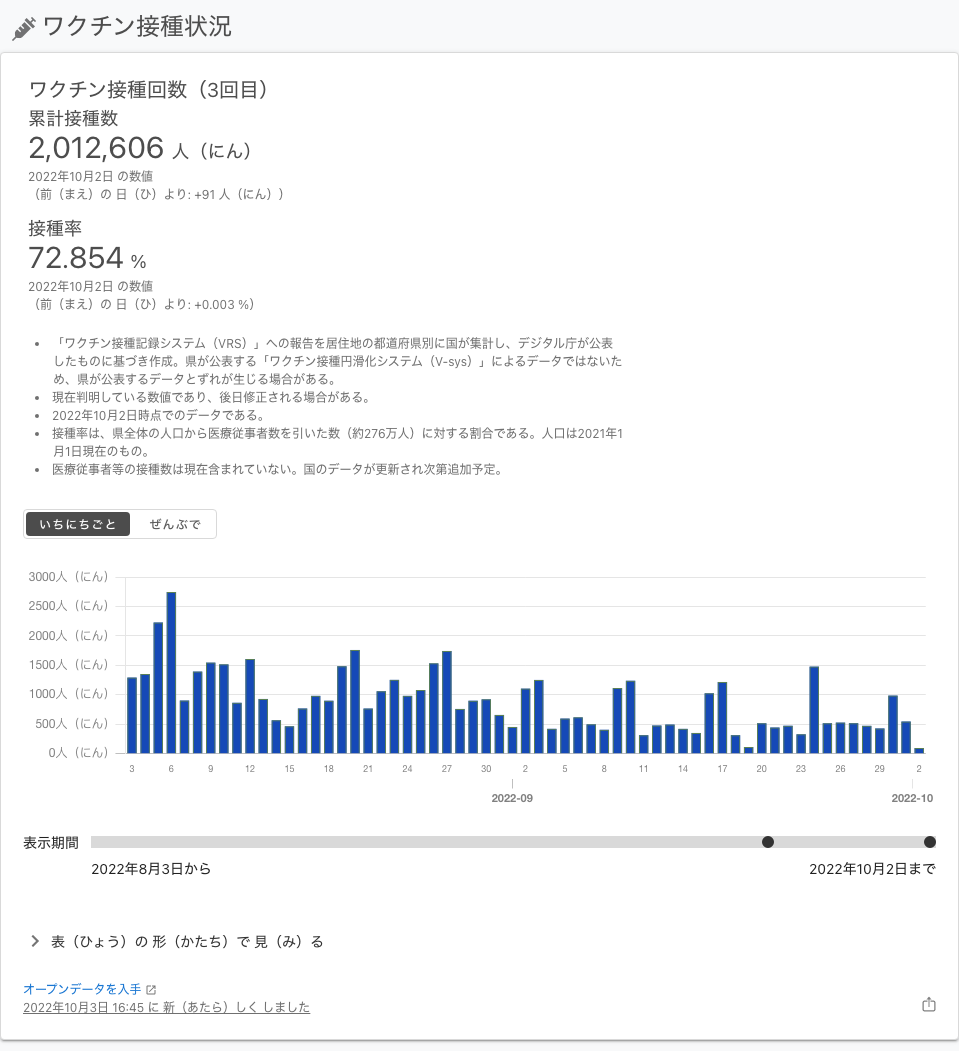 ワクチン接種状況
ワクチン接種回数（3回目）
累計接種数
2,012,606 人（にん）
2022年10月2日 の数値
（前（まえ）の 日（ひ）より: +91 人（にん））
接種率
72.854 %
2022年10月2日 の数値
（前（まえ）の 日（ひ）より: +0.003 %）
• 「ワクチン接種記録システム（VRS）」への報告を居住地の都道府県別に国が集計し、デジタル庁が公表
したものに基づき作成。県が公表する「ワクチン接種円滑化システム（V-sys）」によるデータではないた
め、県が公表するデータとずれが生じる場合がある。
• 現在判明している数値であり、後日修正される場合がある。
• 2022年10月2日時点でのデータである。
• 接種率は、県全体の人口から医療従事者数を引いた数（約276万人）に対する割合である。人口は2021年1
月1日現在のもの。
• 医療従事者等の接種数は現在含まれていない。国のデータが更新され次第追加予定。
いちにちごと ぜんぶで
3000人（にん）
2500人（にん）
2000人（にん）
1500人（にん）
1000人（にん）
500人（にん）
0人（にん）
3 6 9 12 15 18 21 24 27 30 2 5 8 11 14 17 20 23 26 29 2
2022-09 2022-10
表示期間
2022年8月3日から 2022年10月2日まで
表（ひょう）の 形（かたち）で 見（み）る
オープンデータを入手
2022年10月3日 16:45 に 新（あたら）しく しました